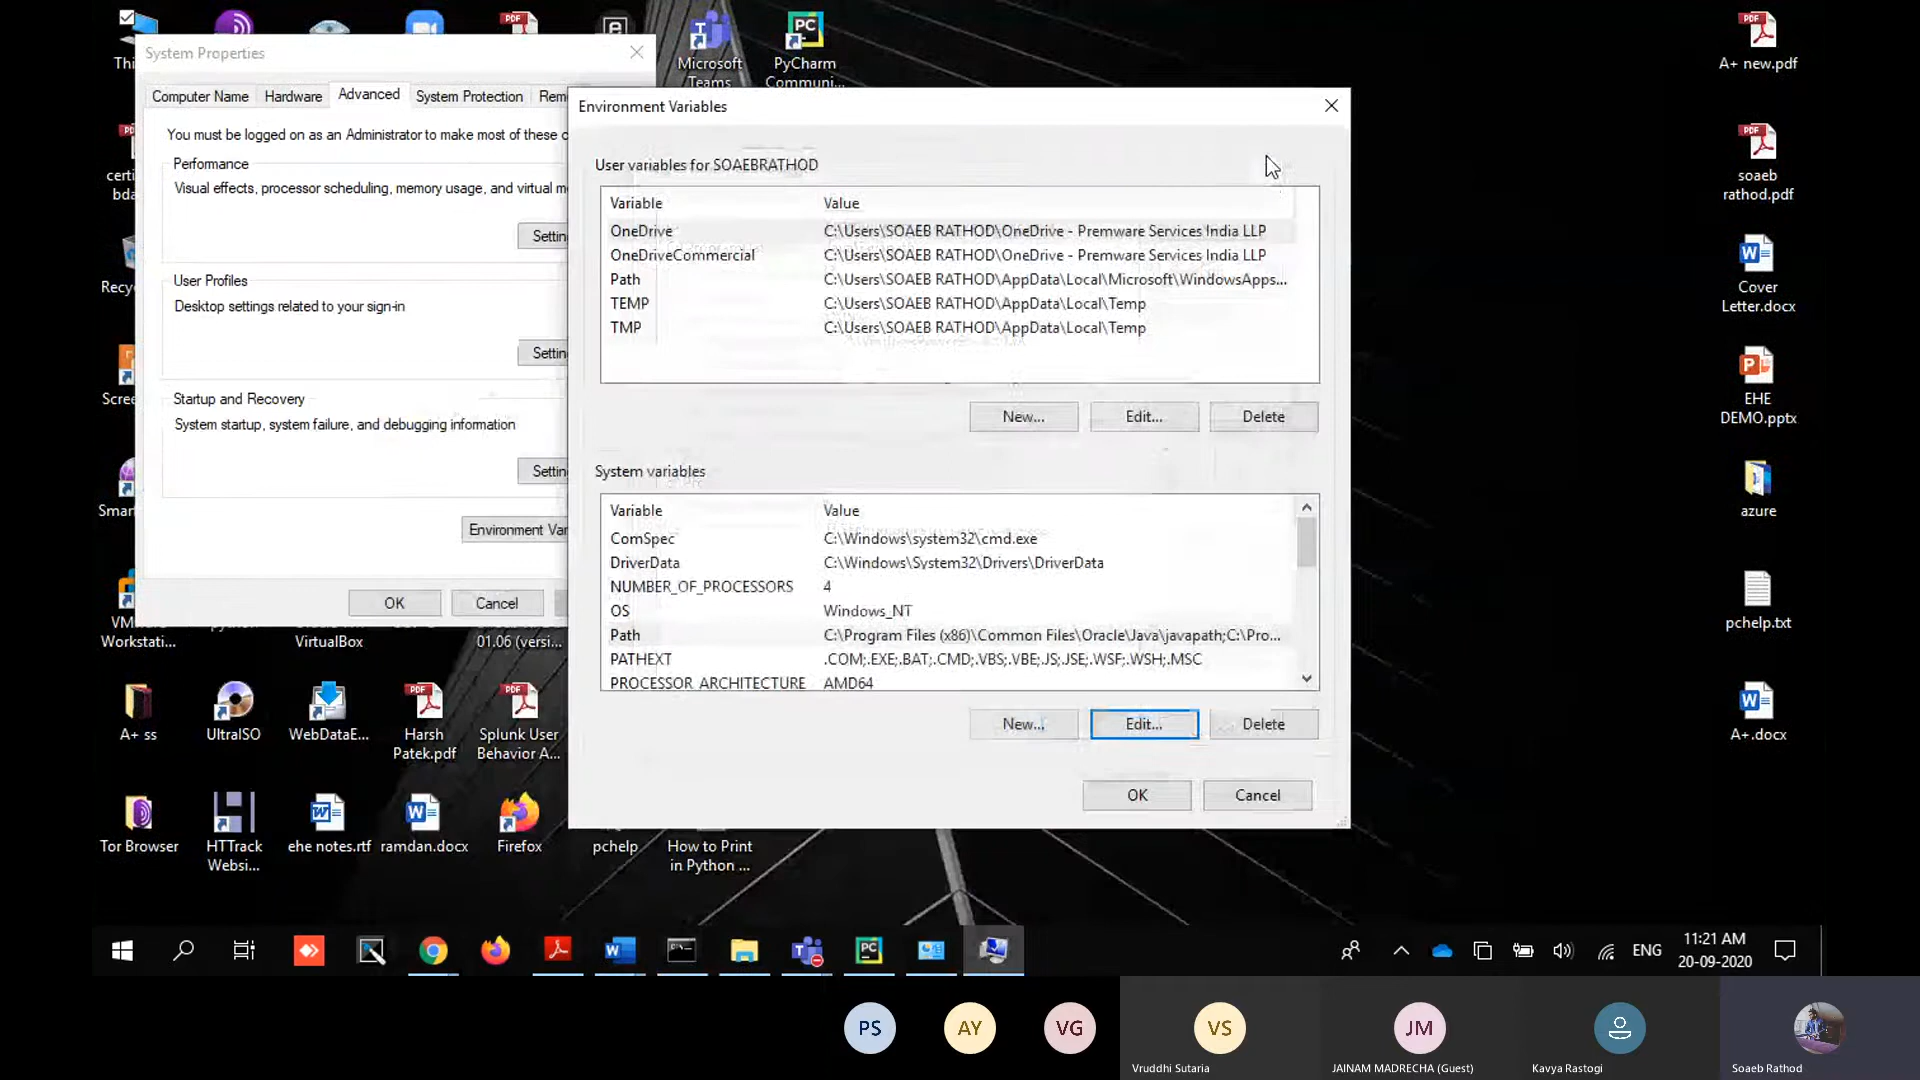 Microsoft
Teams
PyCharm
Communi...
A+ new.pdf
System Properties
Computer Name
Hardware
Advanced
System Protection
You must be logged on as an Administrator to make most of these
Performance
Visual effects, processor scheduling, memory usage, and virtual
User Profiles
Desktop settings related to your sign-in
Startup and Recovery
System startup, system failure, and debugging information
OK
Cancel
Environment Variables
User variables for SOAEBRATHOD
Variable Value
OneDrive C:\Users\SOAEB RATHOD\OneDrive - Premware Services India LLP
OneDriveCommercial C:\Users\SOAEB RATHOD\OneDrive - Premware Services India LLP
Path C:\Users\SOAEB RATHOD\AppData\Local\Microsoft\WindowsApps...
TEMP C:\Users\SOAEB RATHOD\AppData\Local\Temp
TMP C:\Users\SOAEB RATHOD\AppData\Local\Temp
New... Edit... Delete
System variables
Variable Value
ComSpec C:\Windows\system32\cmd.exe
DriverData C:\Windows\System32\Drivers\DriverData
NUMBER_OF_PROCESSORS 4
OS Windows_NT
Path C:\Program Files (x86)\Common Files\Oracle\Java\javapath;C:\Pro...
PATHEXT .COM;.EXE;.BAT;.CMD;.VBS;.VBE;.JS;.JSE;.WSF;.WSH;.MSC
PROCESSOR_ARCHITECTURE AMD64
New... Edit... Delete
OK Cancel
soaeb
rathod.pdf
Cover
Letter.docx
EHE
DEMO.pptx
azure
pchelp.txt
A+.docx
Workstati...
VirtualBox
01.06 (versi...
A+ ss
UltraISO
WebDataE...
Harsh
Patek.pdf
Splunk User
Behavior A...
Tor Browser
HTTrack
Websi...
ehe notes.rtf
ramdan.docx
Firefox
pchelp
How to Print
in Python ...
ENG
11:21 AM
20-09-2020
PS
AY
VG
VS
Vruddhi Sutaria
JM
JAINAM MADRECHA (Guest)
Kavya Rastogi
Soaeb Rathod